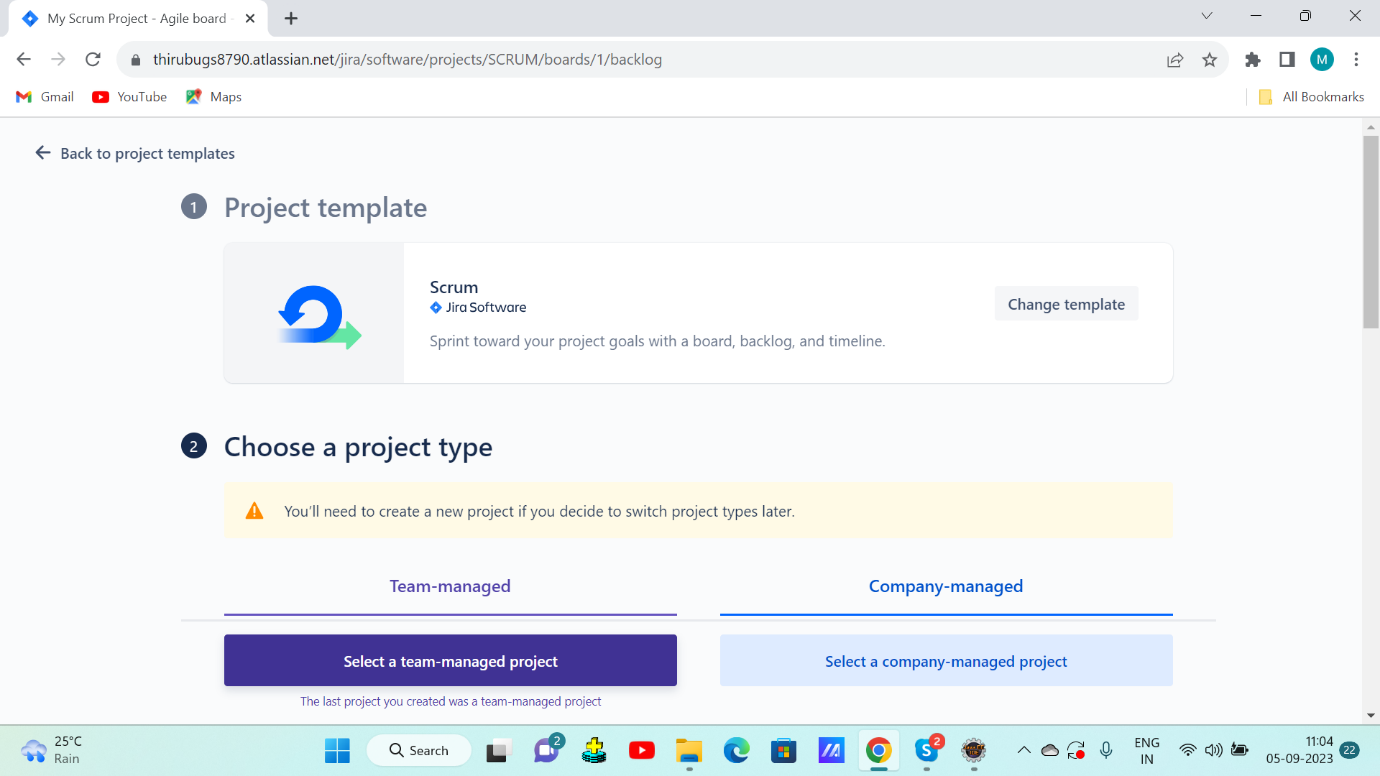 My Scrum Project - Agile board -
thirubugs8790.atlassian.net/jira/software/projects/SCRUM/boards/1/backlog
M
Gmail
YouTube
Maps
All Bookmarks
Back to project templates
1 Project template
Scrum
Jira Software
Change template
Sprint toward your project goals with a board, backlog, and timeline.
2 Choose a project type
You'll need to create a new project if you decide to switch project types later.
Team-managed
Company-managed
Select a team-managed project
Select a company-managed project
The last project you created was a team-managed project
25°C
Rain
Search
2
2
ENG
IN
11:04
05-09-2023
22